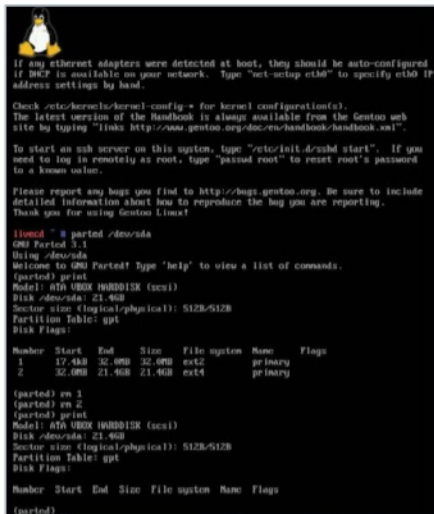 If any ethernet adapters were detected at boot, they should be auto-configured
if DHCP is available on your network.  Type "net-setup eth0" to specify eth0 IP
address settings by hand.
Check /etc/kernels/kernel-config-* for kernel configuration(s).
The latest version of the Handbook is always available from the Gentoo web
site by typing "links http://www.gentoo.org/doc/en/handbook/handbook.xml".
To start an ssh server on this system, type "/etc/init.d/sshd start".  If you
need to log in remotely as root, type "passwd root" to reset root's password
to a known value.
Please report any bugs you find to http://bugs.gentoo.org. Be sure to include
detailed information about how to reproduce the bug you are reporting.
Thank you for using Gentoo Linux!
livecd ~ # parted /dev/sda
GNU Parted 3.1
Using /dev/sda
Welcome to GNU Parted! Type 'help' to view a list of commands.
(parted) print
Model: ATA VBOX HARDDISK (scsi)
Disk /dev/sda: 21.4GB
Sector size (logical/physical): 512B/512B
Partition Table: gpt
Disk Flags:
Number  Start   End     Size    File system  Name     Flags
1      17.4kB  32.0MB  32.0MB  ext2         primary
2      32.0MB  21.4GB  21.4GB  ext4         primary
(parted) rm 1
(parted) rm 2
(parted) print
Model: ATA VBOX HARDDISK (scsi)
Disk /dev/sda: 21.4GB
Sector size (logical/physical): 512B/512B
Partition Table: gpt
Disk Flags:
Number  Start  End  Size  File system  Name  Flags
(parted)